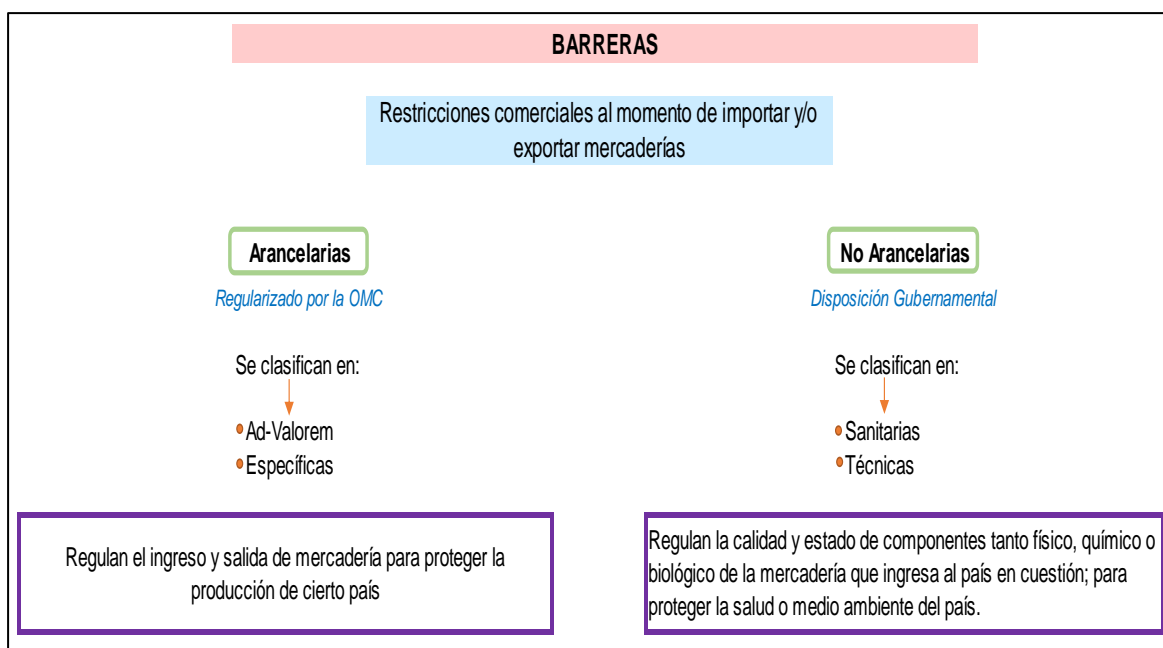 BARRERAS
Restricciones comerciales al momento de importar y/o
exportar mercaderías
Arancelarias
Regularizado por la OMC
Se clasifican en:
Ad-Valorem
Específicas
Regulan el ingreso y salida de mercadería para proteger la
producción de cierto país
No Arancelarias
Disposición Gubernamental
Se clasifican en:
Sanitarias
Técnicas
Regulan la calidad y estado de componentes tanto físico, químico o
biológico de la mercadería que ingresa al país en cuestión; para
proteger la salud o medio ambiente del país.